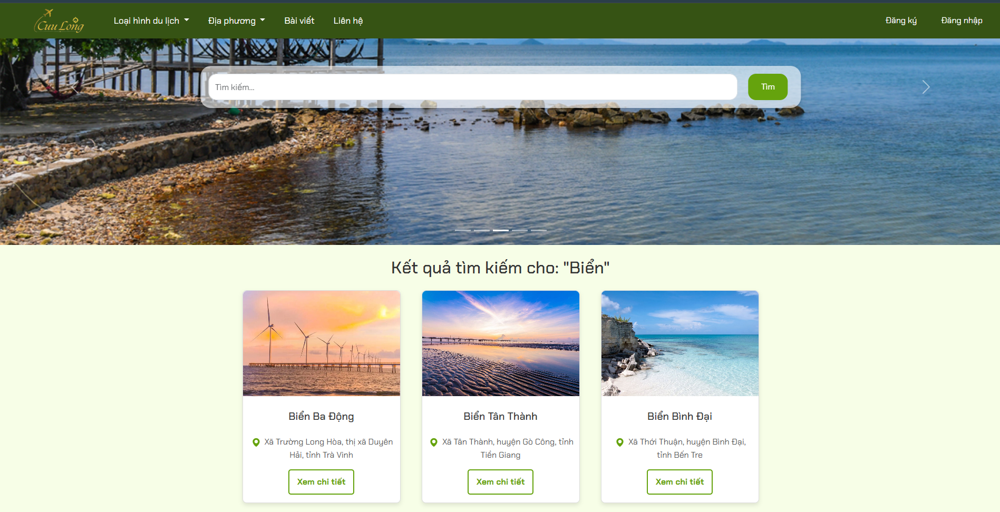 Cuu Long
Loại hình du lịch
Địa phương
Bài viết
Liên hệ
Đăng ký
Đăng nhập
Tìm kiếm...
Tìm
Kết quả tìm kiếm cho: "Biển"
Biển Ba Động
Xã Trường Long Hòa, thị xã Duyên
Hải, tỉnh Trà Vinh
Xem chi tiết
Biển Tân Thành
Xã Tân Thành, huyện Gò Công, tỉnh
Tiền Giang
Xem chi tiết
Biển Bình Đại
Xã Thới Thuận, huyện Bình Đại,
tỉnh Bến Tre
Xem chi tiết